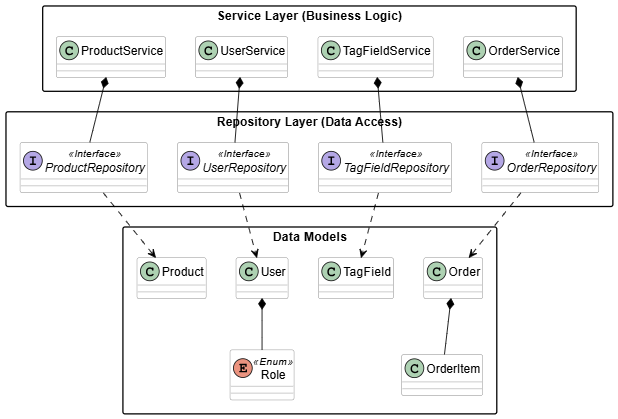 Service Layer (Business Logic)
C ProductService
C UserService
C TagFieldService
C OrderService
Repository Layer (Data Access)
«Interface»
I ProductRepository
«Interface»
I UserRepository
«Interface»
I TagFieldRepository
«Interface»
I OrderRepository
Data Models
C Product
C User
C TagField
C Order
«Enum»
E Role
C OrderItem